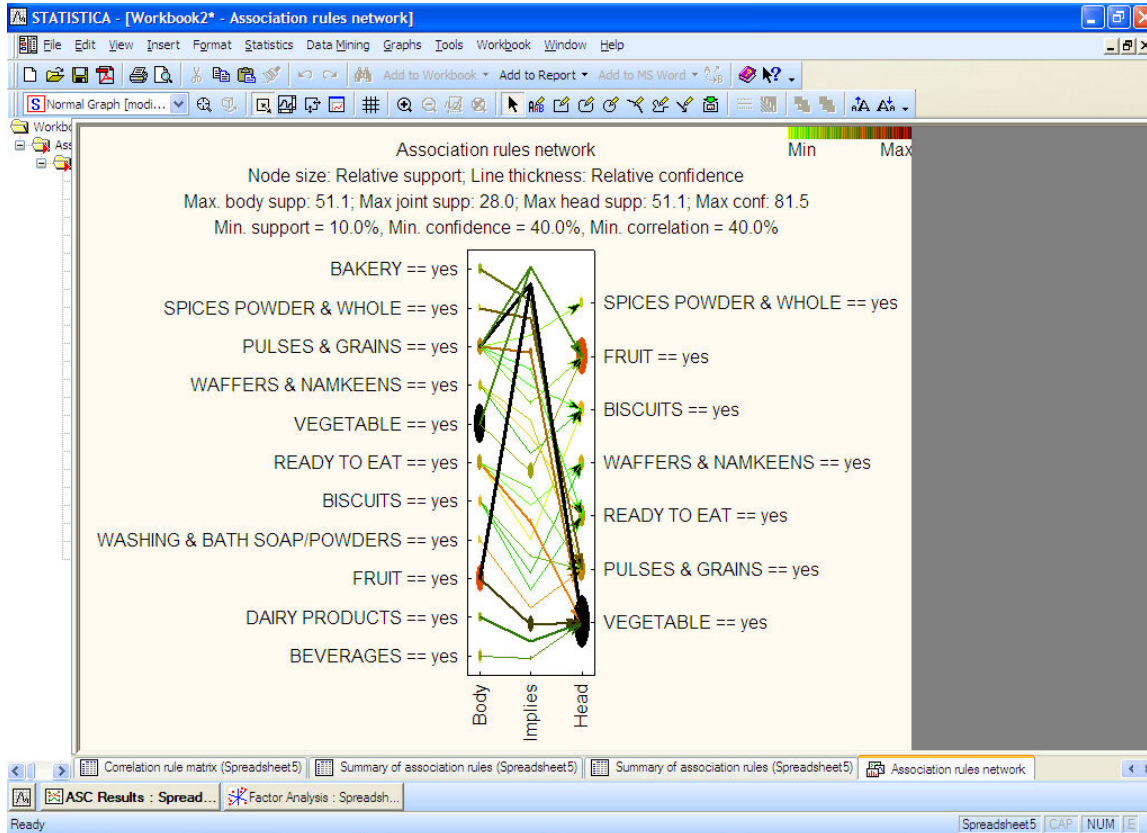 STATISTICA - [Workbook2* - Association rules network]
File Edit View Insert Format Statistics Data Mining Graphs Tools Workbook Window Help
Add to Workbook Add to Report Add to MS Word
S Normal Graph [modi...
Workbo
Ass
Association rules network
Min Max
Node size: Relative support; Line thickness: Relative confidence
Max. body supp: 51.1; Max joint supp: 28.0; Max head supp: 51.1; Max conf: 81.5
Min. support = 10.0%, Min. confidence = 40.0%, Min. correlation = 40.0%
BAKERY == yes
SPICES POWDER & WHOLE == yes
PULSES & GRAINS == yes
WAFFERS & NAMKEENS == yes
VEGETABLE == yes
READY TO EAT == yes
BISCUITS == yes
WASHING & BATH SOAP/POWDERS == yes
FRUIT == yes
DAIRY PRODUCTS == yes
BEVERAGES == yes
SPICES POWDER & WHOLE == yes
FRUIT == yes
BISCUITS == yes
WAFFERS & NAMKEENS == yes
READY TO EAT == yes
PULSES & GRAINS == yes
VEGETABLE == yes
Body
Implies
Head
Correlation rule matrix (Spreadsheet5) Summary of association rules (Spreadsheet5) Summary of association rules (Spreadsheet5) Association rules network
ASC Results : Spread... Factor Analysis : Spreadsh...
Ready Spreadsheet5 CAP NUM E